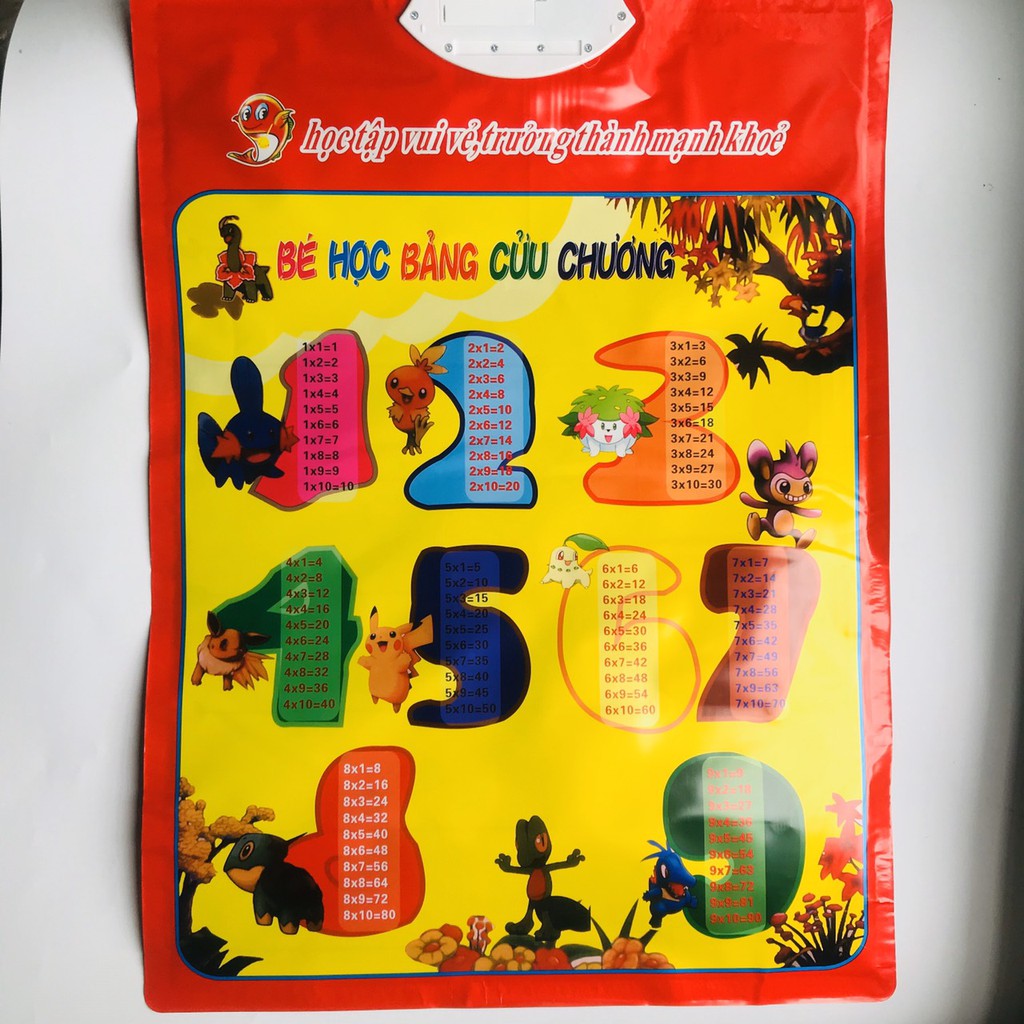 học tập vui vẻ,trưởng thành mạnh khoẻ
BÉ HỌC BẢNG CỬU CHƯƠNG
1x1=1
1x2=2
1x3=3
1x4=4
1x5=5
1x6=6
1x7=7
1x8=8
1x9=9
1x10=10
2x1=2
2x2=4
2x3=6
2x4=8
2x5=10
2x6=12
2x7=14
2x8=16
2x9=18
2x10=20
3x1=3
3x2=6
3x3=9
3x4=12
3x5=15
3x6=18
3x7=21
3x8=24
3x9=27
3x10=30
4x1=4
4x2=8
4x3=12
4x4=16
4x5=20
4x6=24
4x7=28
4x8=32
4x9=36
4x10=40
5x1=5
5x2=10
5x3=15
5x4=20
5x5=25
5x6=30
5x7=35
5x8=40
5x9=45
5x10=50
6x1=6
6x2=12
6x3=18
6x4=24
6x5=30
6x6=36
6x7=42
6x8=48
6x9=54
6x10=60
7x1=7
7x2=14
7x3=21
7x4=28
7x5=35
7x6=42
7x7=49
7x8=56
7x9=63
7x10=70
8x1=8
8x2=16
8x3=24
8x4=32
8x5=40
8x6=48
8x7=56
8x8=64
8x9=72
8x10=80
9x1=9
9x2=18
9x3=27
9x4=36
9x5=45
9x6=54
9x7=63
9x8=72
9x9=81
9x10=90